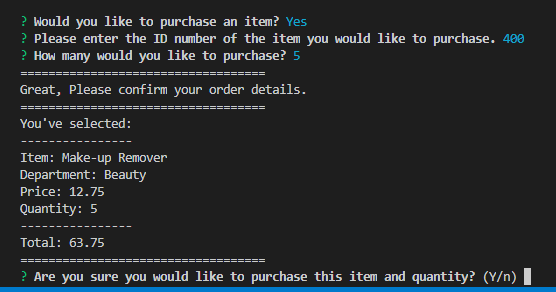 ? Would you like to purchase an item? Yes
? Please enter the ID number of the item you would like to purchase. 400
? How many would you like to purchase? 5
===================================
Great, Please confirm your order details.
===================================
You've selected:
----------------
Item: Make-up Remover
Department: Beauty
Price: 12.75
Quantity: 5
----------------
Total: 63.75
===================================
? Are you sure you would like to purchase this item and quantity? (Y/n)